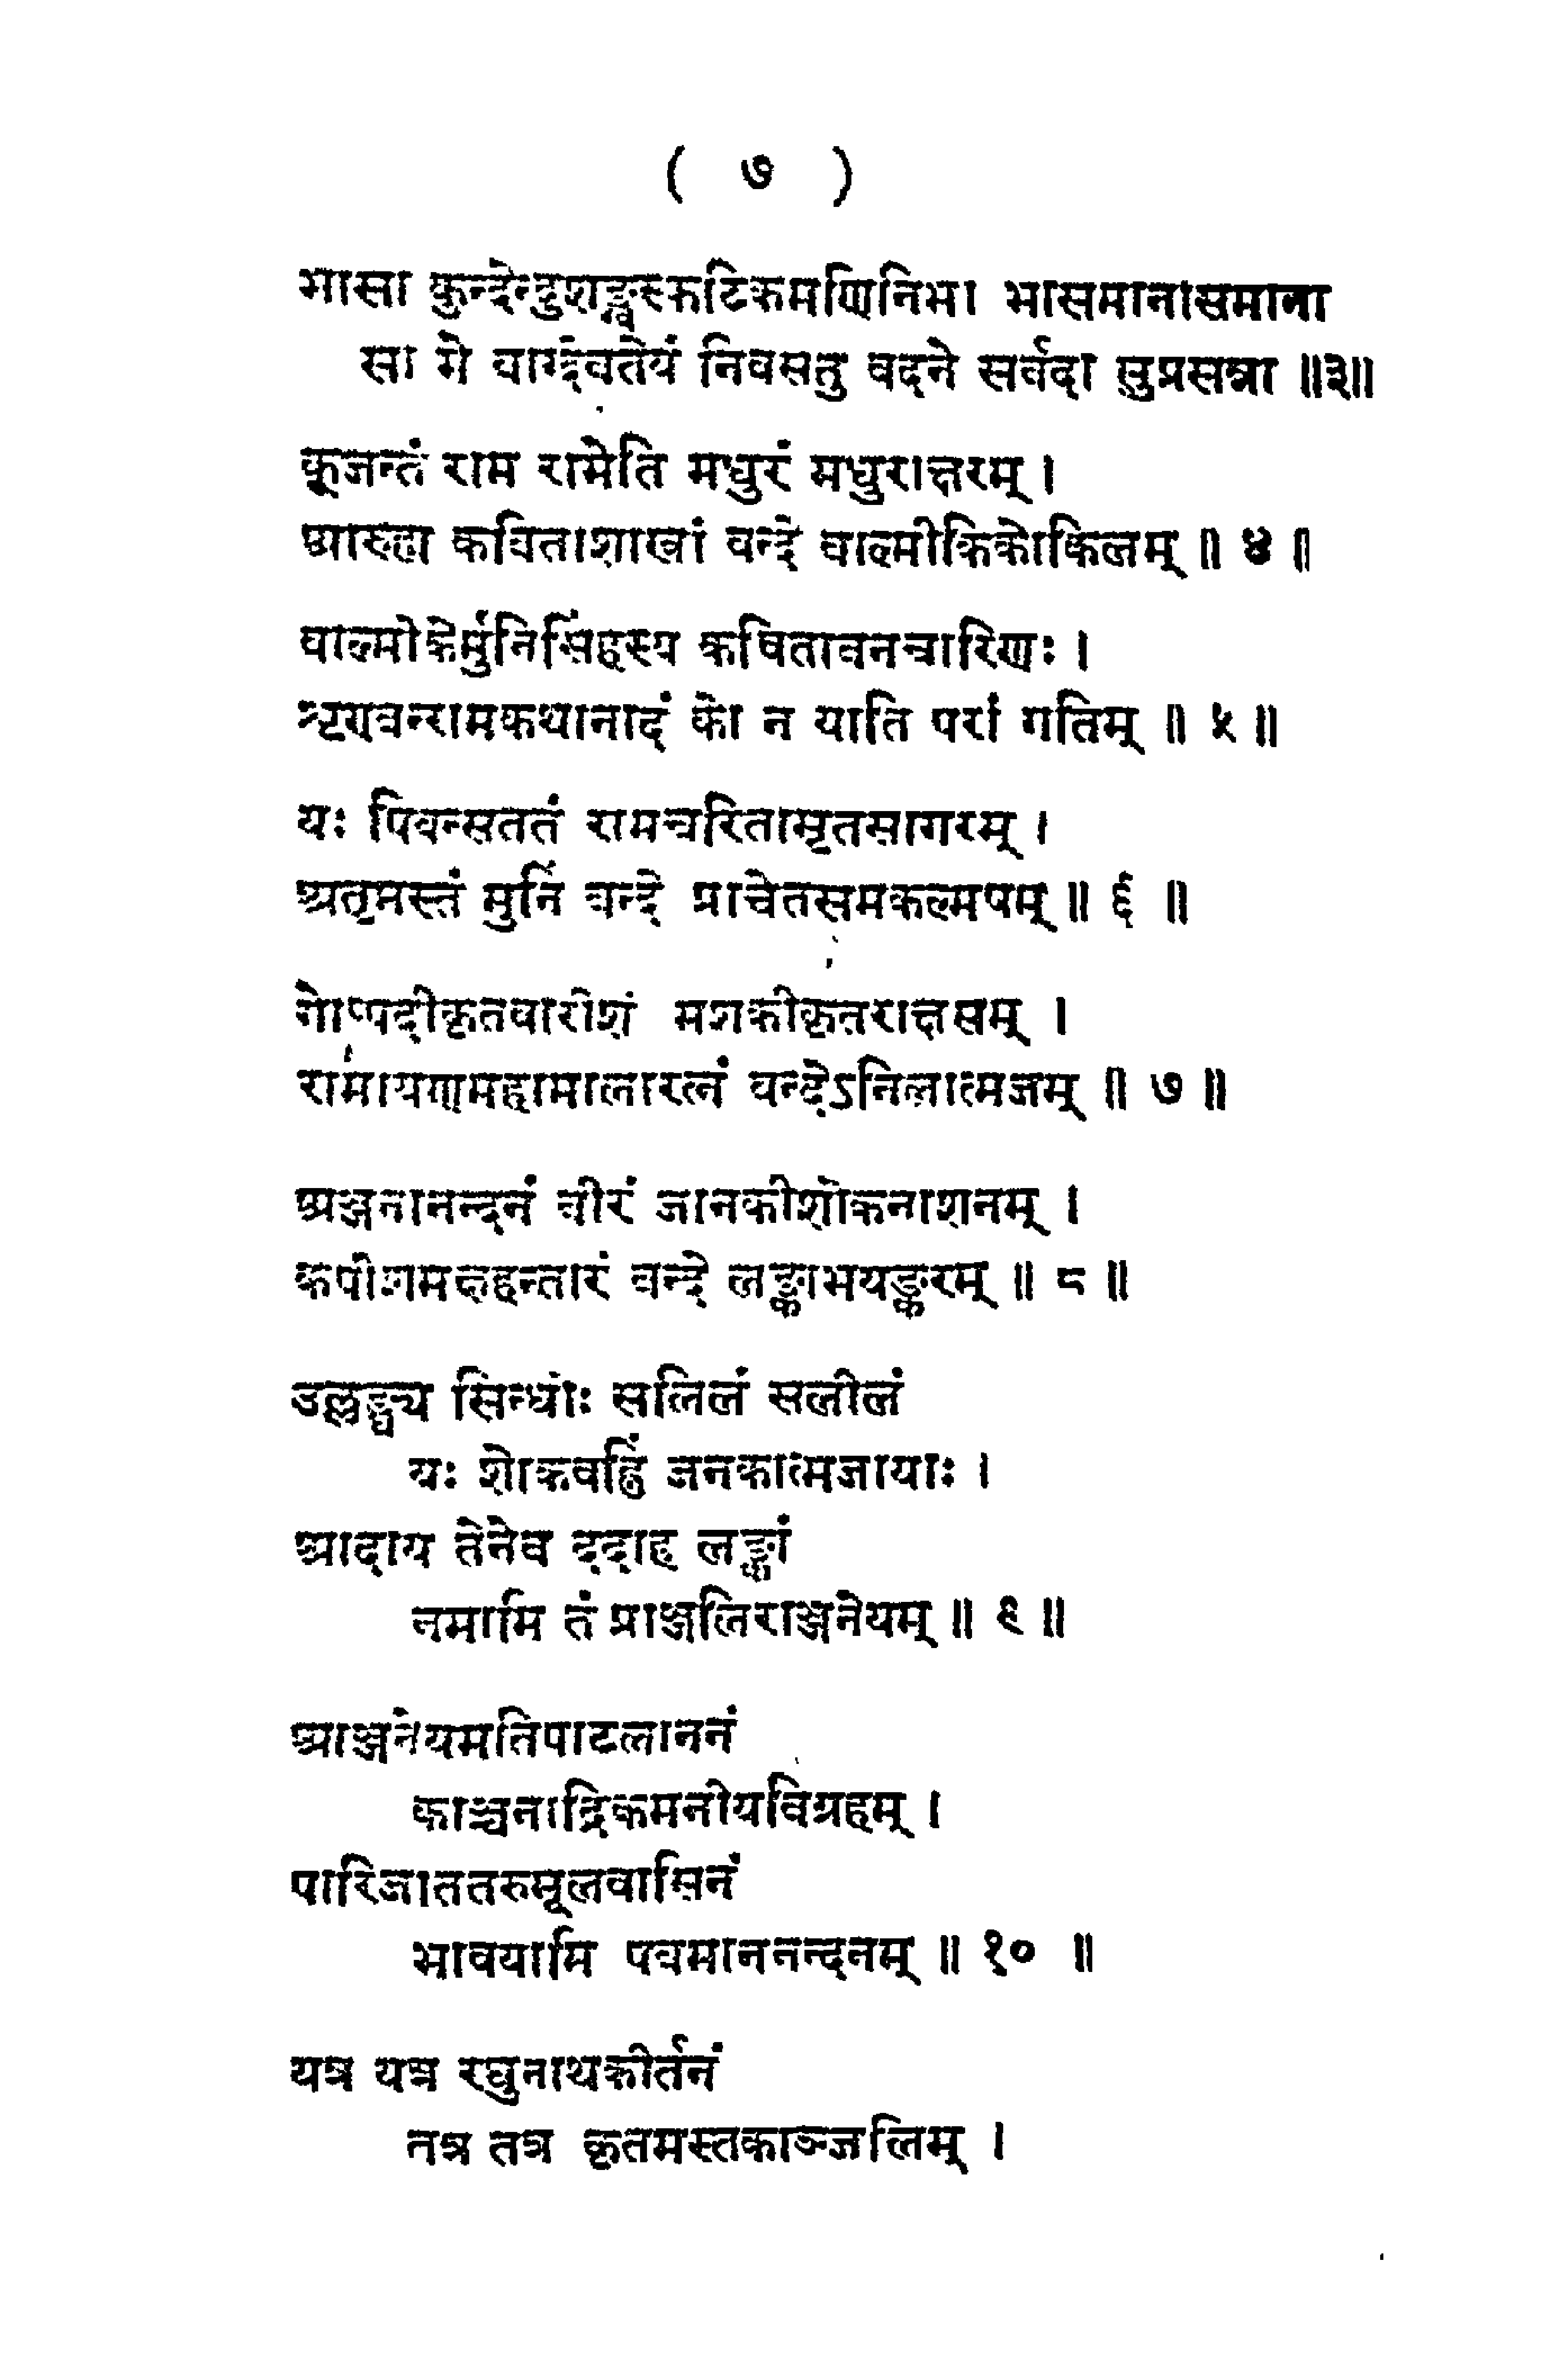 ( ७ )
भासा कुन्देन्दुशङ्खस्फटिकमणिनिभा भासमानासमाना
सा मे वाग्देवतेयं निवसतु वदने सर्वदा सुप्रसन्ना ॥३॥
कूजन्तं राम रामेति मधुरं मधुराक्षरम् ।
आरुह्य कविताशाखां वन्दे वाल्मीकिकोकिलम् ॥ ४ ॥
वाल्मीकेर्मुनिसिंहस्य कवितावनचारिणः ।
शृण्वन्रामकथानादं को न याति परां गतिम् ॥ ५ ॥
यः पिबन्सततं रामचरितामृतसागरम् ।
अतृप्तस्तं मुनिं वन्दे प्राचेतसमकल्मषम् ॥ ६ ॥
गोष्पदीकृतवारीशं मशकीकृतराक्षसम् ।
रामायणमहामालारत्नं वन्देऽनिलात्मजम् ॥ ७ ॥
अञ्जनानन्दनं वीरं जानकीशोकनाशनम् ।
कपीशमक्षहन्तारं वन्दे लङ्काभयङ्करम् ॥ ८ ॥
उल्लङ्घ्य सिन्धोः सलिलं सलीलं
यः शोकवह्निं जनकात्मजायाः ।
आदाय तेनैव ददाह लङ्कां
नमामि तं प्राञ्जलिराञ्जनेयम् ॥ ९ ॥
आञ्जनेयमतिपाटलाननं
काञ्चनाद्रिकमनीयविग्रहम् ।
पारिजाततरुमूलवासिनं
भावयामि पवमाननन्दनम् ॥ १० ॥
यत्र यत्र रघुनाथकीर्तनं
तत्र तत्र कृतमस्तकाञ्जलिम् ।